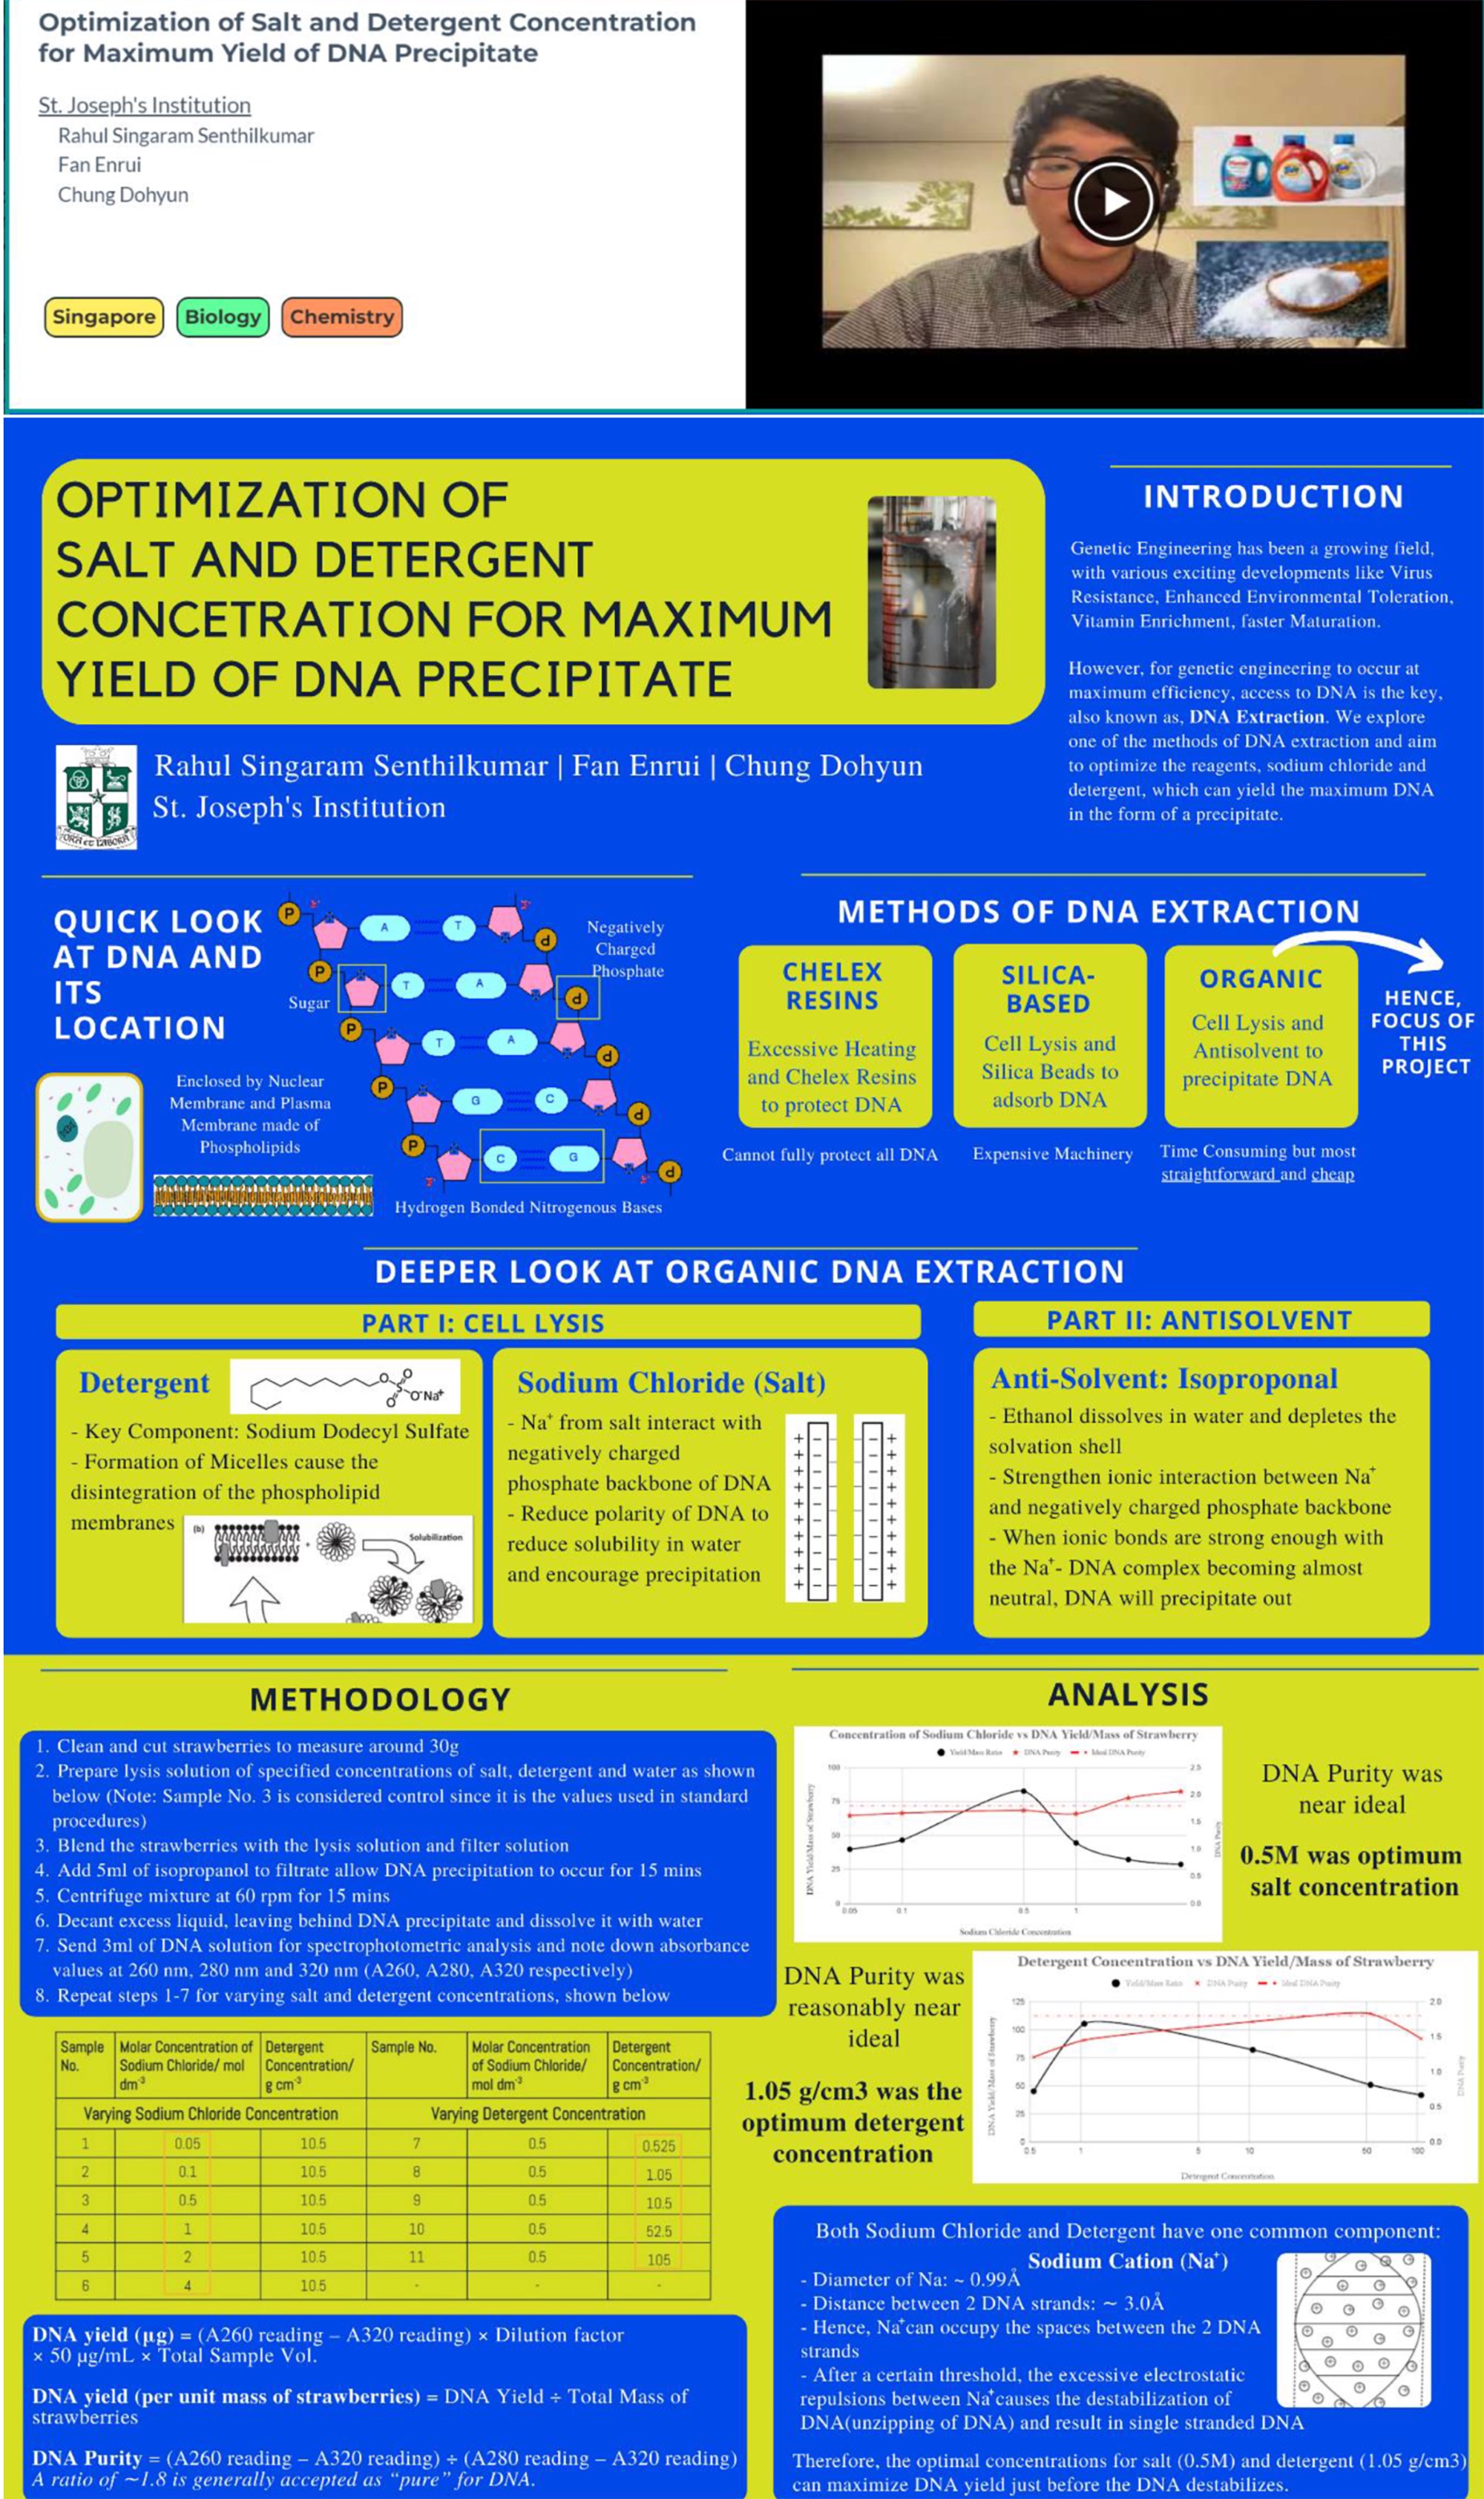 Optimization of Salt and Detergent Concentration
for Maximum Yield of DNA Precipitate
St. Joseph's Institution
Rahul Singaram Senthilkumar
Fan Enrui
Chung Dohyun
Singapore
Biology
Chemistry
OPTIMIZATION OF
SALT AND DETERGENT
CONCETRATION FOR MAXIMUM
YIELD OF DNA PRECIPITATE
Rahul Singaram Senthilkumar | Fan Enrui | Chung Dohyun
St. Joseph's Institution
INTRODUCTION
Genetic Engineering has been a growing field,
with various exciting developments like Virus
Resistance, Enhanced Environmental Toleration,
Vitamin Enrichment, faster Maturation.
However, for genetic engineering to occur at
maximum efficiency, access to DNA is the key,
also known as, DNA Extraction. We explore
one of the methods of DNA extraction and aim
to optimize the reagents, sodium chloride and
detergent, which can yield the maximum DNA
in the form of a precipitate.
QUICK LOOK
AT DNA AND
ITS
LOCATION
Enclosed by Nuclear
Membrane and Plasma
Membrane made of
Phospholipids
Negatively
Charged
Phosphate
Sugar
P A T d
P T A d
P T A d
P G C d
P C G d
Hydrogen Bonded Nitrogenous Bases
METHODS OF DNA EXTRACTION
CHELEX
RESINS
Excessive Heating
and Chelex Resins
to protect DNA
Cannot fully protect all DNA
SILICA-
BASED
Cell Lysis and
Silica Beads to
adsorb DNA
Expensive Machinery
ORGANIC
Cell Lysis and
Antisolvent to
precipitate DNA
Time Consuming but most
straightforward and cheap
HENCE,
FOCUS OF
THIS
PROJECT
DEEPER LOOK AT ORGANIC DNA EXTRACTION
PART I: CELL LYSIS
Detergent
O O S O O⁻Na⁺
- Key Component: Sodium Dodecyl Sulfate
- Formation of Micelles cause the
disintegration of the phospholipid
membranes
(b)
Solubilization
Sodium Chloride (Salt)
- Na⁺ from salt interact with
negatively charged
phosphate backbone of DNA
- Reduce polarity of DNA to
reduce solubility in water
and encourage precipitation
PART II: ANTISOLVENT
Anti-Solvent: Isoproponal
- Ethanol dissolves in water and depletes the
solvation shell
- Strengthen ionic interaction between Na⁺
and negatively charged phosphate backbone
- When ionic bonds are strong enough with
the Na⁺- DNA complex becoming almost
neutral, DNA will precipitate out
METHODOLOGY
1. Clean and cut strawberries to measure around 30g
2. Prepare lysis solution of specified concentrations of salt, detergent and water as shown
below (Note: Sample No. 3 is considered control since it is the values used in standard
procedures)
3. Blend the strawberries with the lysis solution and filter solution
4. Add 5ml of isopropanol to filtrate allow DNA precipitation to occur for 15 mins
5. Centrifuge mixture at 60 rpm for 15 mins
6. Decant excess liquid, leaving behind DNA precipitate and dissolve it with water
7. Send 3ml of DNA solution for spectrophotometric analysis and note down absorbance
values at 260 nm, 280 nm and 320 nm (A260, A280, A320 respectively)
8. Repeat steps 1-7 for varying salt and detergent concentrations, shown below
Sample No. Molar Concentration of Sodium Chloride/ mol dm⁻³ Detergent Concentration/ g cm⁻³ Sample No. Molar Concentration of Sodium Chloride/ mol dm⁻³ Detergent Concentration/ g cm⁻³
Varying Sodium Chloride Concentration Varying Detergent Concentration
1 0.05 10.5 7 0.5 0.525
2 0.1 10.5 8 0.5 1.05
3 0.5 10.5 9 0.5 10.5
4 1 10.5 10 0.5 52.5
5 2 10.5 11 0.5 105
6 4 10.5 - - -
DNA yield (µg) = (A260 reading – A320 reading) × Dilution factor
× 50 µg/mL × Total Sample Vol.
DNA yield (per unit mass of strawberries) = DNA Yield ÷ Total Mass of
strawberries
DNA Purity = (A260 reading – A320 reading) ÷ (A280 reading – A320 reading)
A ratio of ~1.8 is generally accepted as “pure” for DNA.
ANALYSIS
Concentration of Sodium Chloride vs DNA Yield/Mass of Strawberry
Yield/Mass Ratio DNA Purity Ideal DNA Purity
DNA Yield/Mass of Strawberry
100
75
50
25
0
2.5
2.0
1.5
1.0
0.5
0.0
DNA Purity
0.05 0.1 0.5 1
Sodium Chloride Concentration
DNA Purity was
near ideal
0.5M was optimum
salt concentration
DNA Purity was
reasonably near
ideal
1.05 g/cm3 was the
optimum detergent
concentration
Detergent Concentration vs DNA Yield/Mass of Strawberry
Yield/Mass Ratio DNA Purity Ideal DNA Purity
DNA Yield/Mass of Strawberry
125
100
75
50
25
0
2.0
1.5
1.0
0.5
0.0
DNA Purity
0.5 1 5 10 50 100
Detergent Concentration
Both Sodium Chloride and Detergent have one common component:
Sodium Cation (Na⁺)
- Diameter of Na: ~ 0.99Å
- Distance between 2 DNA strands: ~ 3.0Å
- Hence, Na⁺can occupy the spaces between the 2 DNA
strands
- After a certain threshold, the excessive electrostatic
repulsions between Na⁺causes the destabilization of
DNA(unzipping of DNA) and result in single stranded DNA
Therefore, the optimal concentrations for salt (0.5M) and detergent (1.05 g/cm3)
can maximize DNA yield just before the DNA destabilizes.